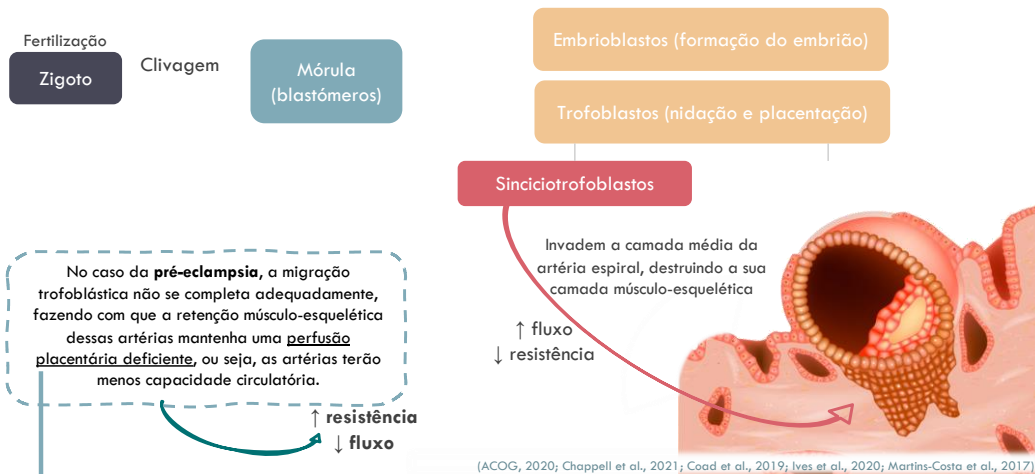 Fertilização
Zigoto
Clivagem
Mórula
(blastómeros)
Embrioblastos (formação do embrião)
Trofoblastos (nidação e placentação)
Sinciciotrofoblastos
Invadem a camada média da
artéria espiral, destruindo a sua
camada músculo-esquelética
↑ fluxo
↓ resistência
No caso da pré-eclampsia, a migração
trofoblástica não se completa adequadamente,
fazendo com que a retenção músculo-esquelética
dessas artérias mantenha uma perfusão
placentária deficiente, ou seja, as artérias terão
menos capacidade circulatória.
↑ resistência
↓ fluxo
(ACOG, 2020; Chappell et al., 2021; Coad et al., 2019; Ives et al., 2020; Martins-Costa et al., 2017)